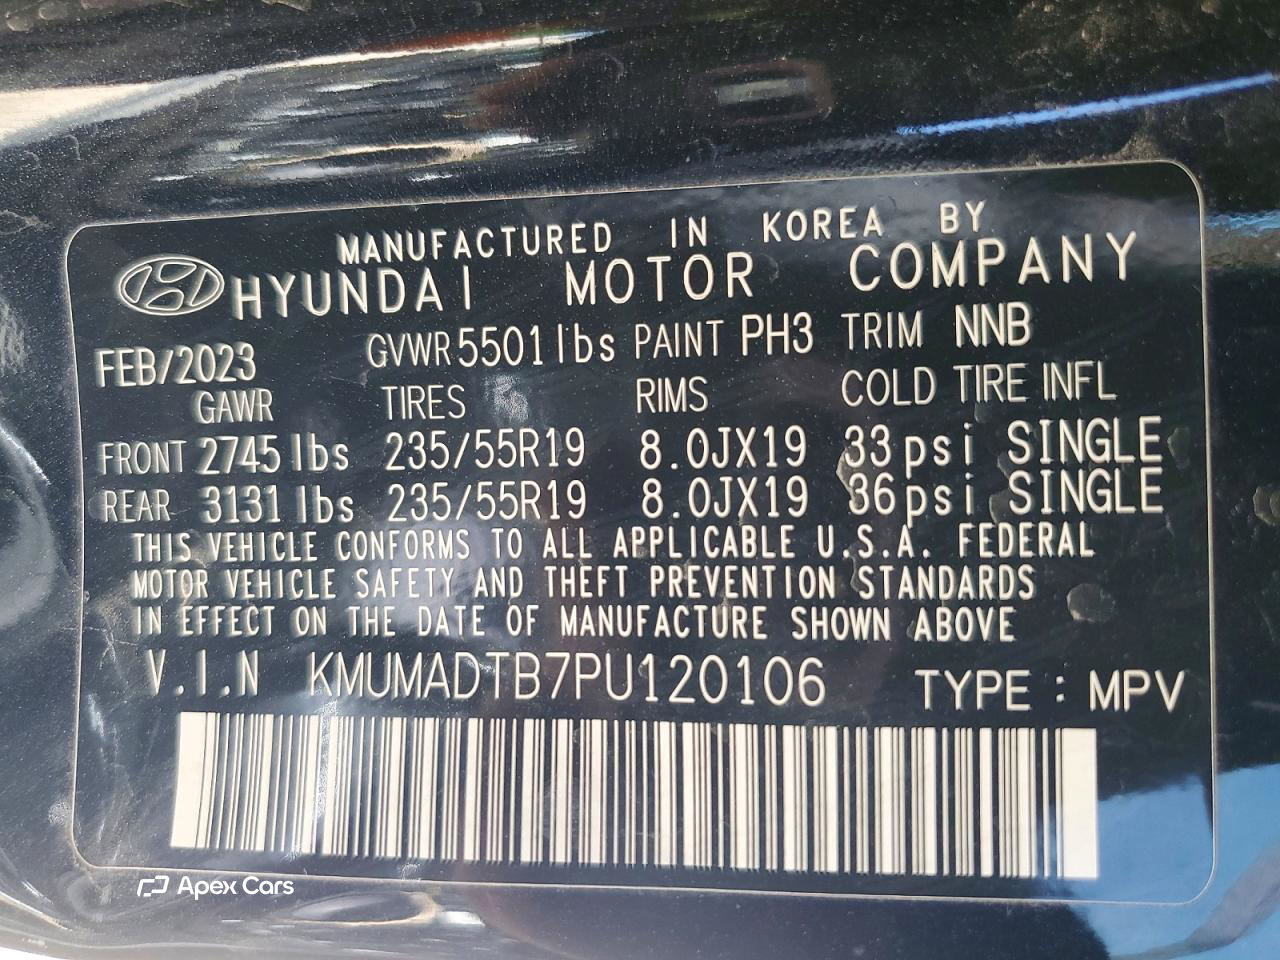 MANUFACTURED IN KOREA BY
HYUNDAI MOTOR COMPANY
FEB/2023 GVWR 5501 lbs PAINT PH3 TRIM NNB
GAWR TIRES RIMS COLD TIRE INFL
FRONT 2745 lbs 235/55R19 8.0JX19 33 psi SINGLE
REAR 3131 lbs 235/55R19 8.0JX19 36 psi SINGLE
THIS VEHICLE CONFORMS TO ALL APPLICABLE U.S.A. FEDERAL
MOTOR VEHICLE SAFETY AND THEFT PREVENTION STANDARDS
IN EFFECT ON THE DATE OF MANUFACTURE SHOWN ABOVE
V.I.N KMUMADTB7PU120106 TYPE : MPV
Apex Cars